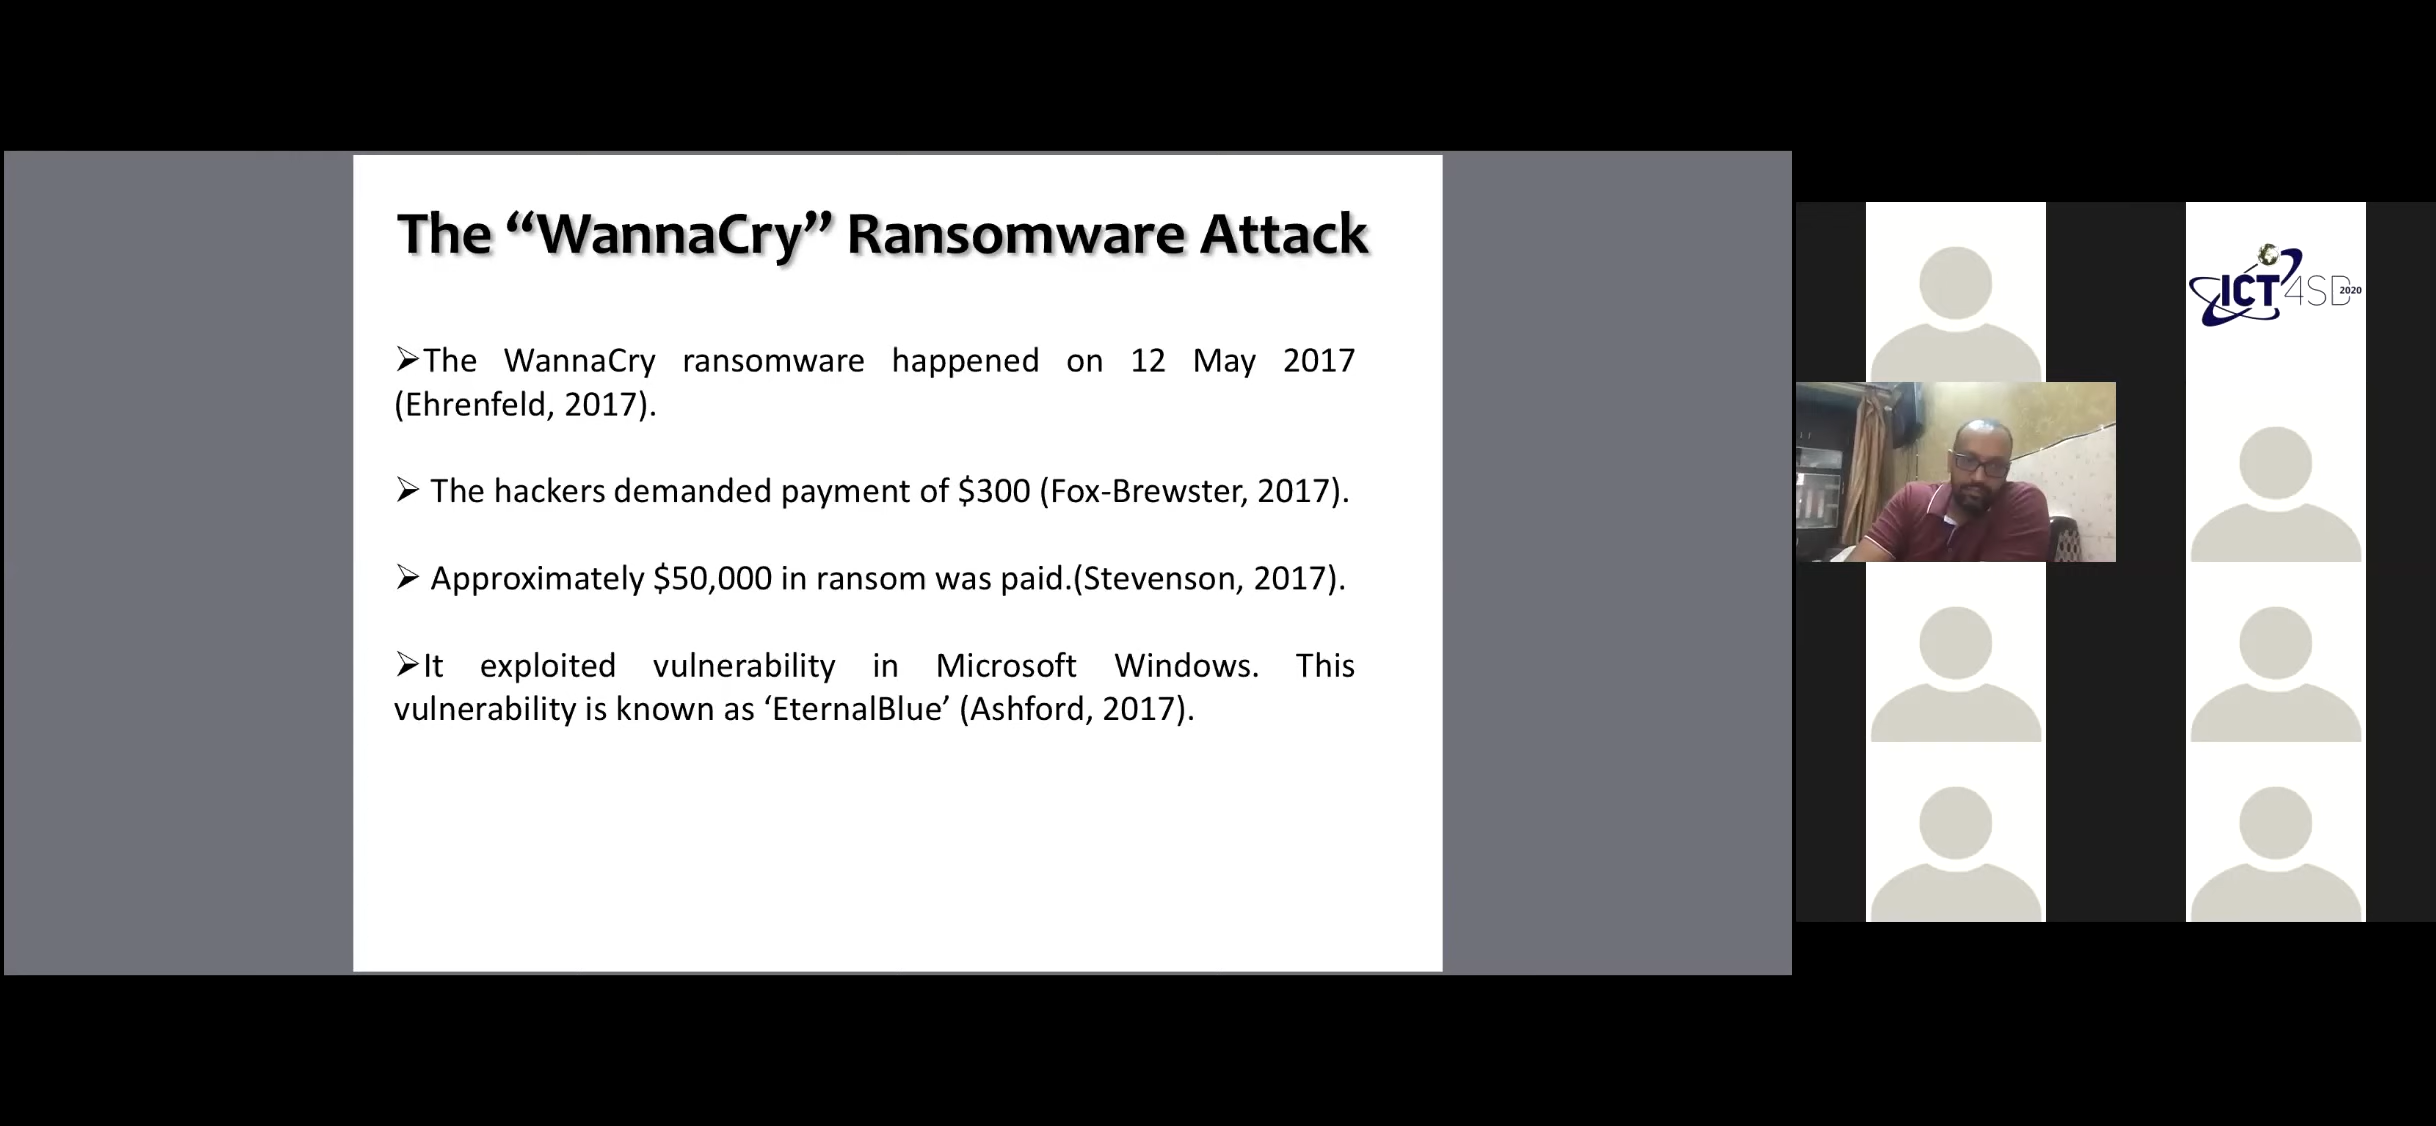 The “WannaCry” Ransomware Attack
➢The WannaCry ransomware happened on 12 May 2017
(Ehrenfeld, 2017).
➢ The hackers demanded payment of $300 (Fox-Brewster, 2017).
➢ Approximately $50,000 in ransom was paid.(Stevenson, 2017).
➢It exploited vulnerability in Microsoft Windows. This
vulnerability is known as ‘EternalBlue’ (Ashford, 2017).
ICT4SD 2020